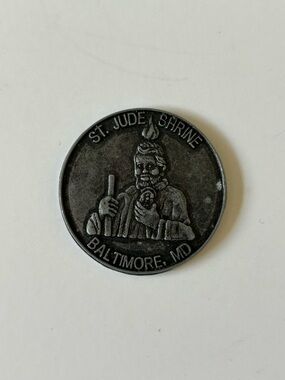 ST. JUDE SHRINE
BALTIMORE, MD